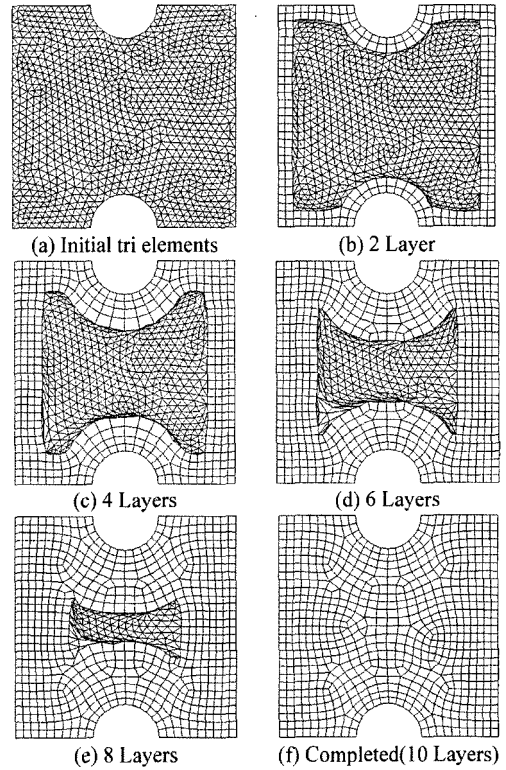 (a) Initial tri elements
(b) 2 Layer
(c) 4 Layers
(d) 6 Layers
(e) 8 Layers
(f) Completed(10 Layers)